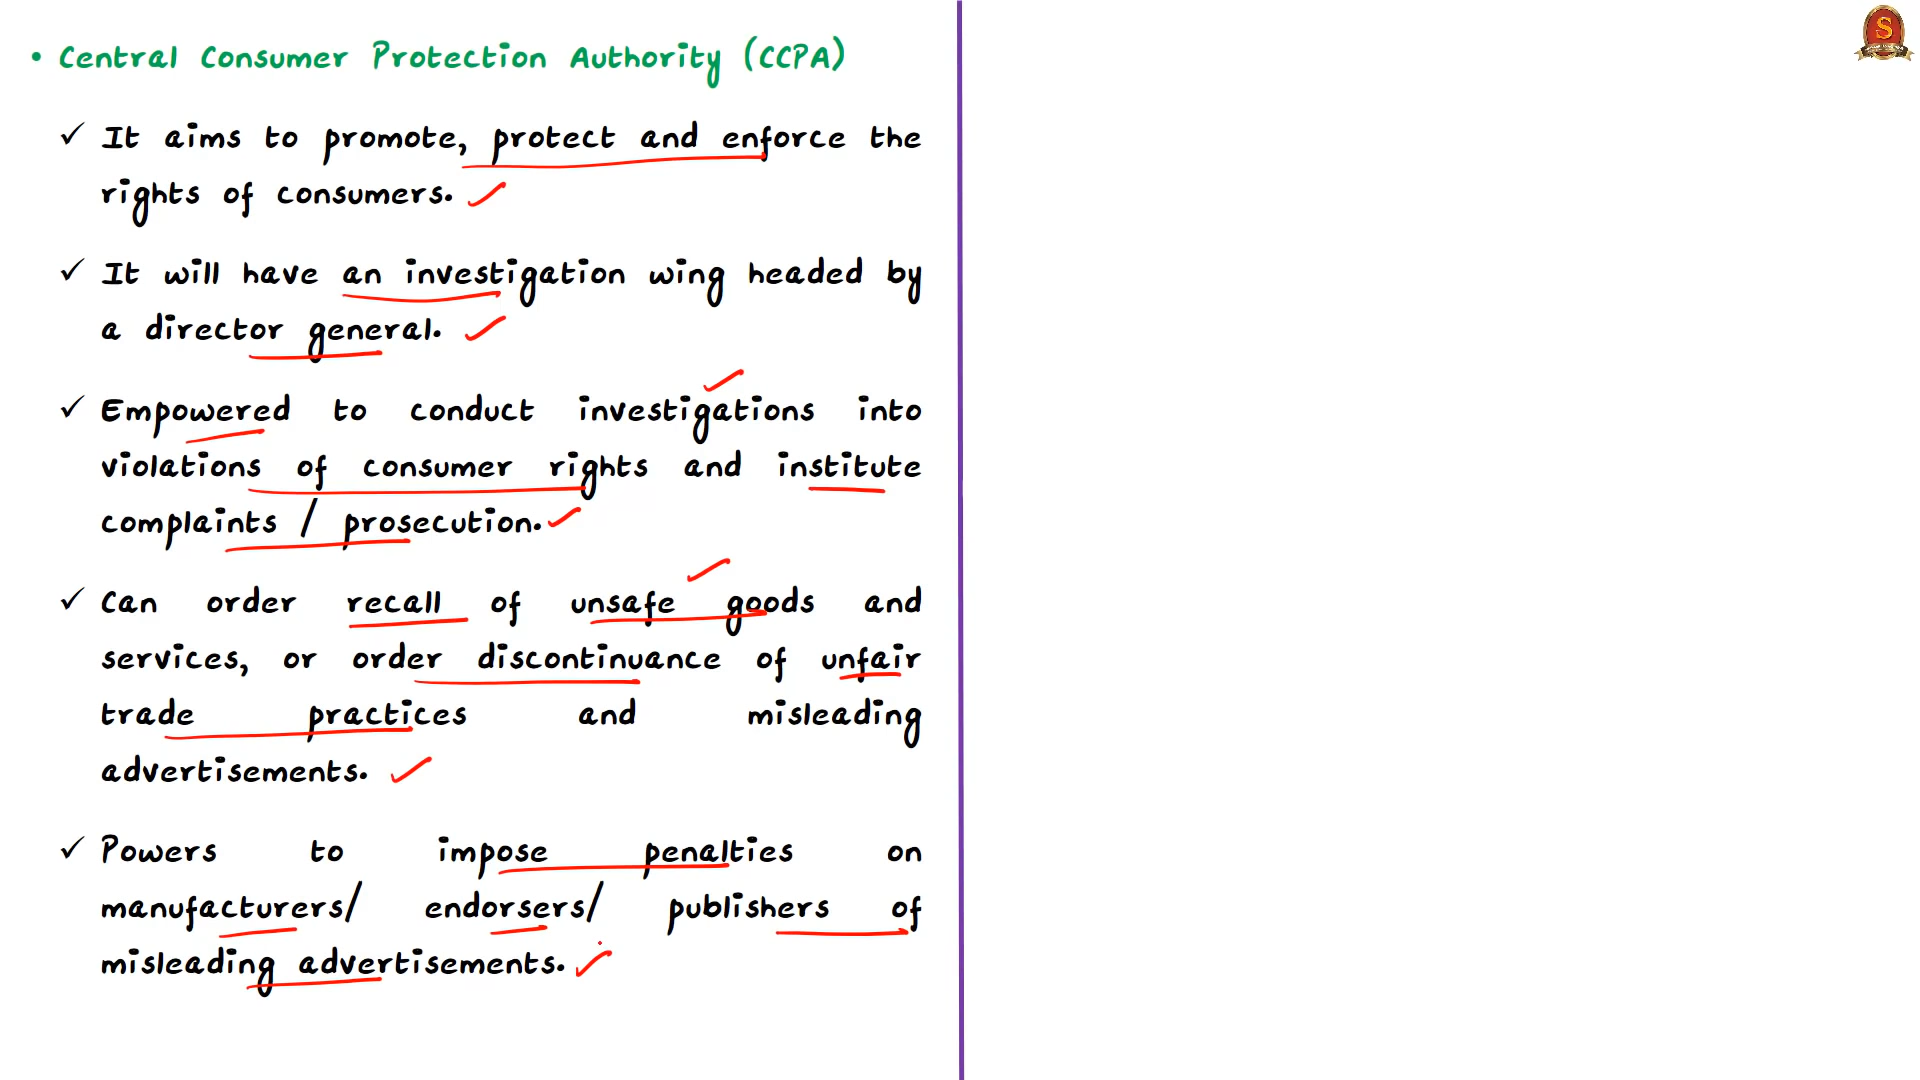 • Central Consumer Protection Authority (CCPA)
✓ It aims to promote, protect and enforce the
rights of consumers.
✓ It will have an investigation wing headed by
a director general.
✓ Empowered to conduct investigations into
violations of consumer rights and institute
complaints / prosecution.
✓ Can order recall of unsafe goods and
services, or order discontinuance of unfair
trade practices and misleading
advertisements.
✓ Powers to impose penalties on
manufacturers/ endorsers/ publishers of
misleading advertisements.
S